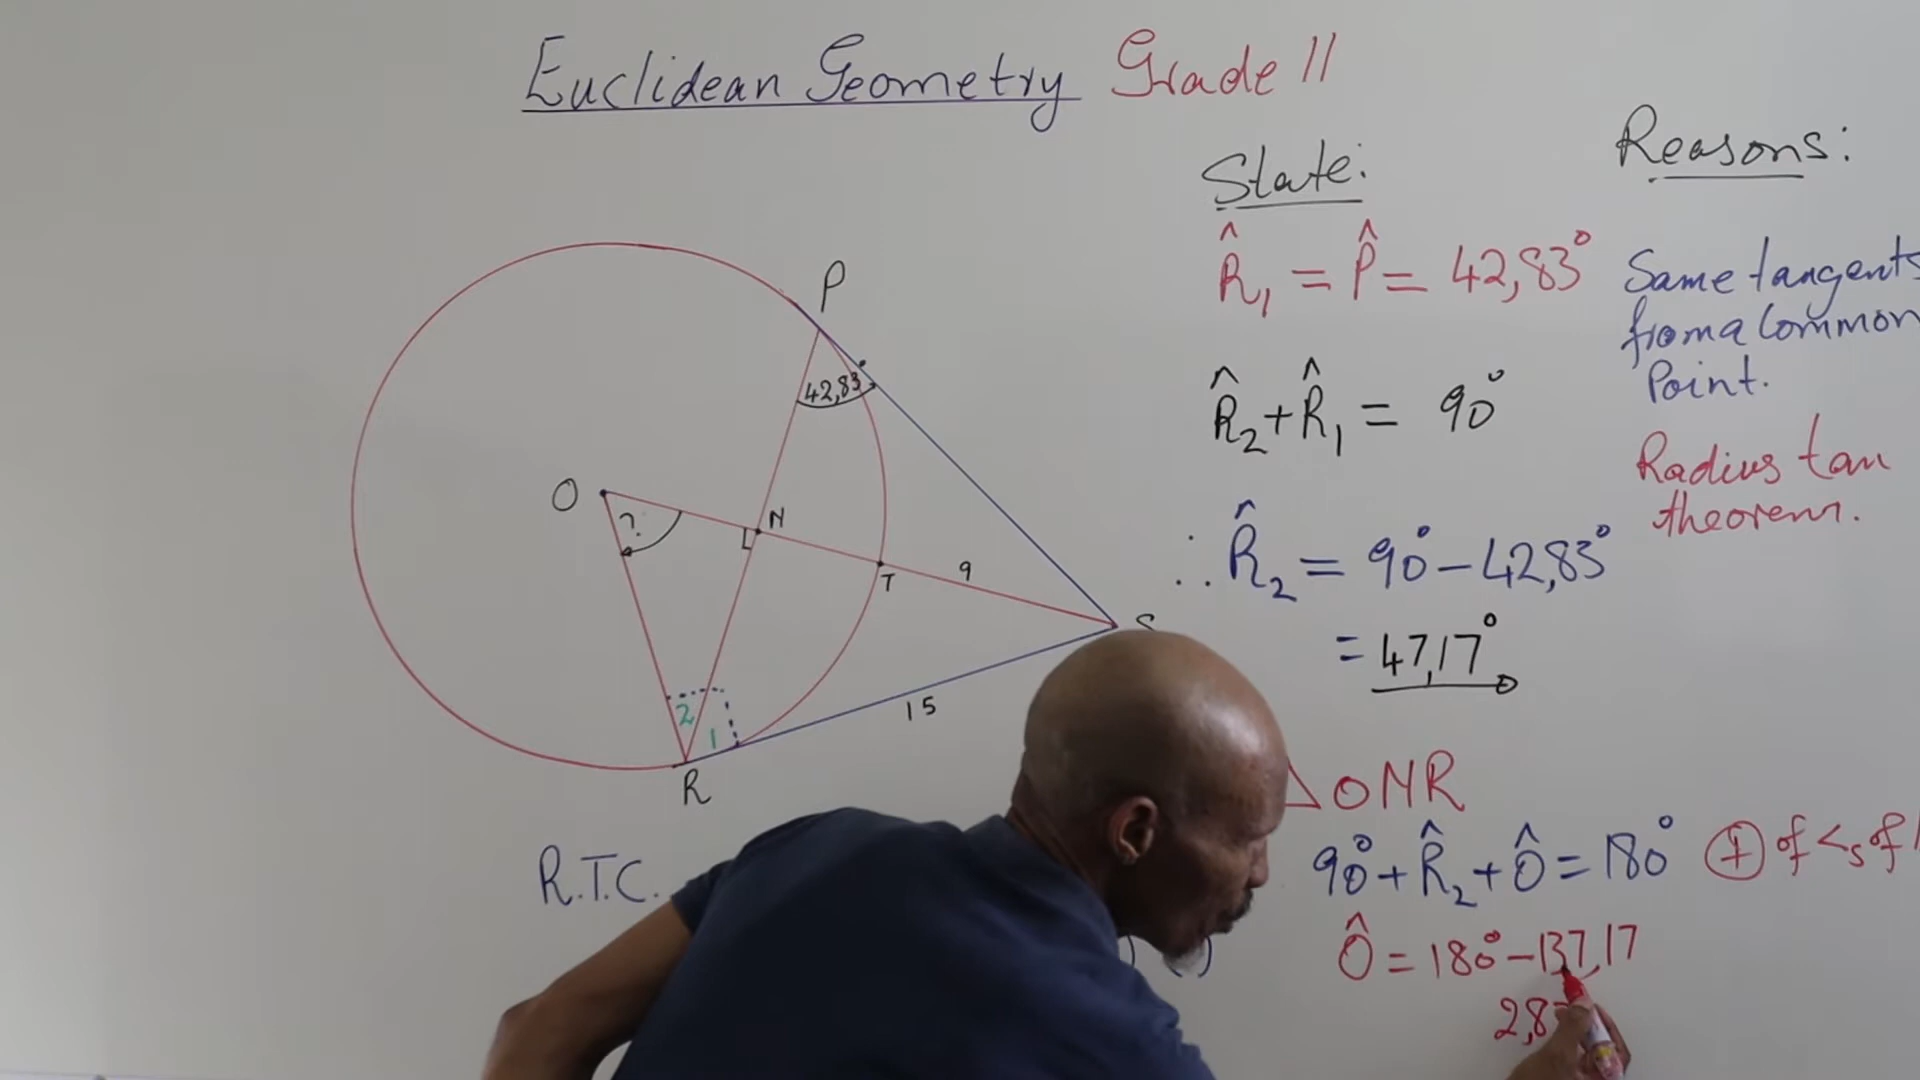 Euclidean Geometry Grade 11
State:
Reasons:
R̂₁ = P̂ = 42,83°
Same tangents
from a Common
Point.
R̂₂ + R̂₁ = 90°
Radius tan
theorem.
∴ R̂₂ = 90° − 42,83°
= 47,17°
△ONR
90° + R̂₂ + Ô = 180°
of <s of
Ô = 180° − 137,17
P
42,83
O
?
N
T
9
15
2
1
R
R.T.C.